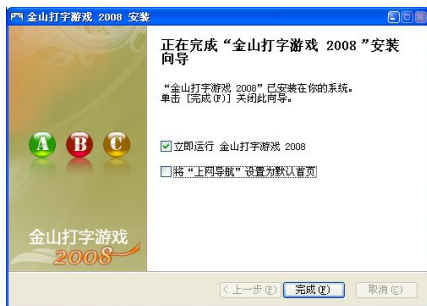 金山打字游戏 2008 安装
正在完成“金山打字游戏 2008”安装
向导
“金山打字游戏 2008”已安装在你的系统。
单击 [完成(F)] 关闭此向导。
A B C
立即运行 金山打字游戏 2008
将“上网导航”设置为默认首页
金山打字游戏
2008
< 上一步(P) 完成(F) 取消(C)